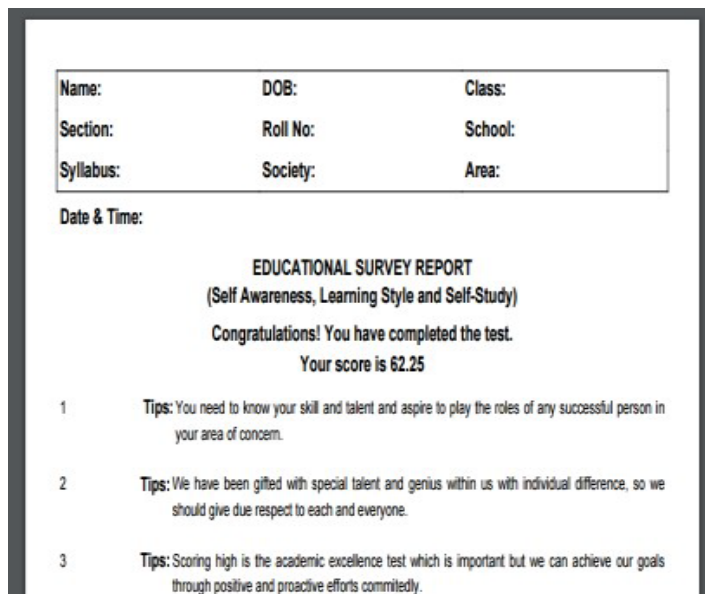 Name: DOB: Class:
Section: Roll No: School:
Syllabus: Society: Area:
Date & Time:
EDUCATIONAL SURVEY REPORT
(Self Awareness, Learning Style and Self-Study)
Congratulations! You have completed the test.
Your score is 62.25
1 Tips: You need to know your skill and talent and aspire to play the roles of any successful person in
your area of concern.
2 Tips: We have been gifted with special talent and genius within us with individual difference, so we
should give due respect to each and everyone.
3 Tips: Scoring high is the academic excellence test which is important but we can achieve our goals
through positive and proactive efforts commitedly.